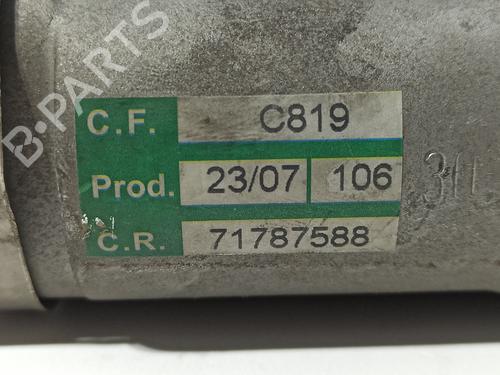 B-PARTS
C.F. C819
Prod. 23/07 106
C.R. 71787588